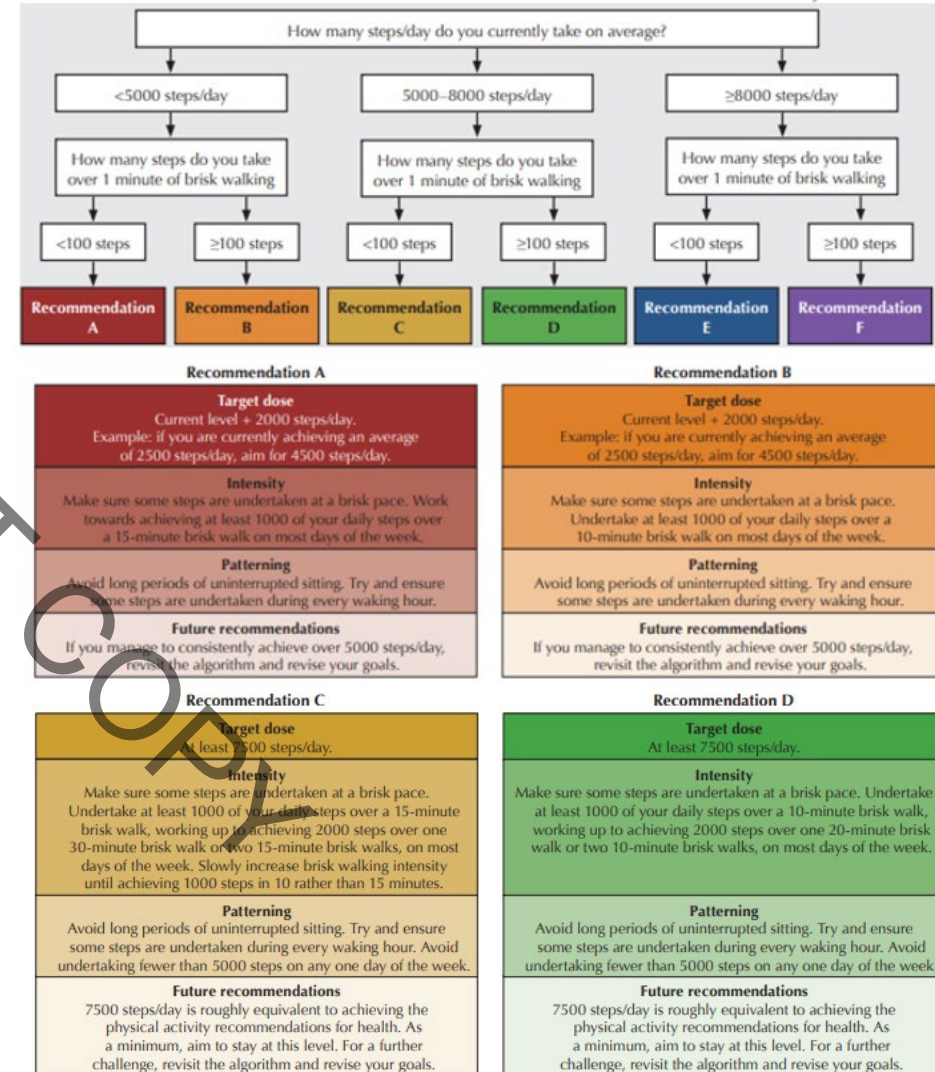 How many steps/day do you currently take on average?
<5000 steps/day
5000–8000 steps/day
≥8000 steps/day
How many steps do you take
over 1 minute of brisk walking
How many steps do you take
over 1 minute of brisk walking
How many steps do you take
over 1 minute of brisk walking
<100 steps
≥100 steps
<100 steps
≥100 steps
<100 steps
≥100 steps
Recommendation
A
Recommendation
B
Recommendation
C
Recommendation
D
Recommendation
E
Recommendation
F
Recommendation A
Target dose
Current level + 2000 steps/day.
Example: if you are currently achieving an average
of 2500 steps/day, aim for 4500 steps/day.
Intensity
Make sure some steps are undertaken at a brisk pace. Work
towards achieving at least 1000 of your daily steps over
a 15-minute brisk walk on most days of the week.
Patterning
Avoid long periods of uninterrupted sitting. Try and ensure
some steps are undertaken during every waking hour.
Future recommendations
If you manage to consistently achieve over 5000 steps/day,
revisit the algorithm and revise your goals.
Recommendation B
Target dose
Current level + 2000 steps/day.
Example: if you are currently achieving an average
of 2500 steps/day, aim for 4500 steps/day.
Intensity
Make sure some steps are undertaken at a brisk pace.
Undertake at least 1000 of your daily steps over a
10-minute brisk walk on most days of the week.
Patterning
Avoid long periods of uninterrupted sitting. Try and ensure
some steps are undertaken during every waking hour.
Future recommendations
If you manage to consistently achieve over 5000 steps/day,
revisit the algorithm and revise your goals.
Recommendation C
Target dose
At least 7500 steps/day.
Intensity
Make sure some steps are undertaken at a brisk pace.
Undertake at least 1000 of your daily steps over a 15-minute
brisk walk, working up to achieving 2000 steps over one
30-minute brisk walk or two 15-minute brisk walks, on most
days of the week. Slowly increase brisk walking intensity
until achieving 1000 steps in 10 rather than 15 minutes.
Patterning
Avoid long periods of uninterrupted sitting. Try and ensure
some steps are undertaken during every waking hour. Avoid
undertaking fewer than 5000 steps on any one day of the week.
Future recommendations
7500 steps/day is roughly equivalent to achieving the
physical activity recommendations for health. As
a minimum, aim to stay at this level. For a further
challenge, revisit the algorithm and revise your goals.
Recommendation D
Target dose
At least 7500 steps/day.
Intensity
Make sure some steps are undertaken at a brisk pace. Undertake
at least 1000 of your daily steps over a 10-minute brisk walk,
working up to achieving 2000 steps over one 20-minute brisk
walk or two 10-minute brisk walks, on most days of the week.
Patterning
Avoid long periods of uninterrupted sitting. Try and ensure
some steps are undertaken during every waking hour. Avoid
undertaking fewer than 5000 steps on any one day of the week
Future recommendations
7500 steps/day is roughly equivalent to achieving the
physical activity recommendations for health. As
a minimum, aim to stay at this level. For a further
challenge, revisit the algorithm and revise your goals.
T COPY